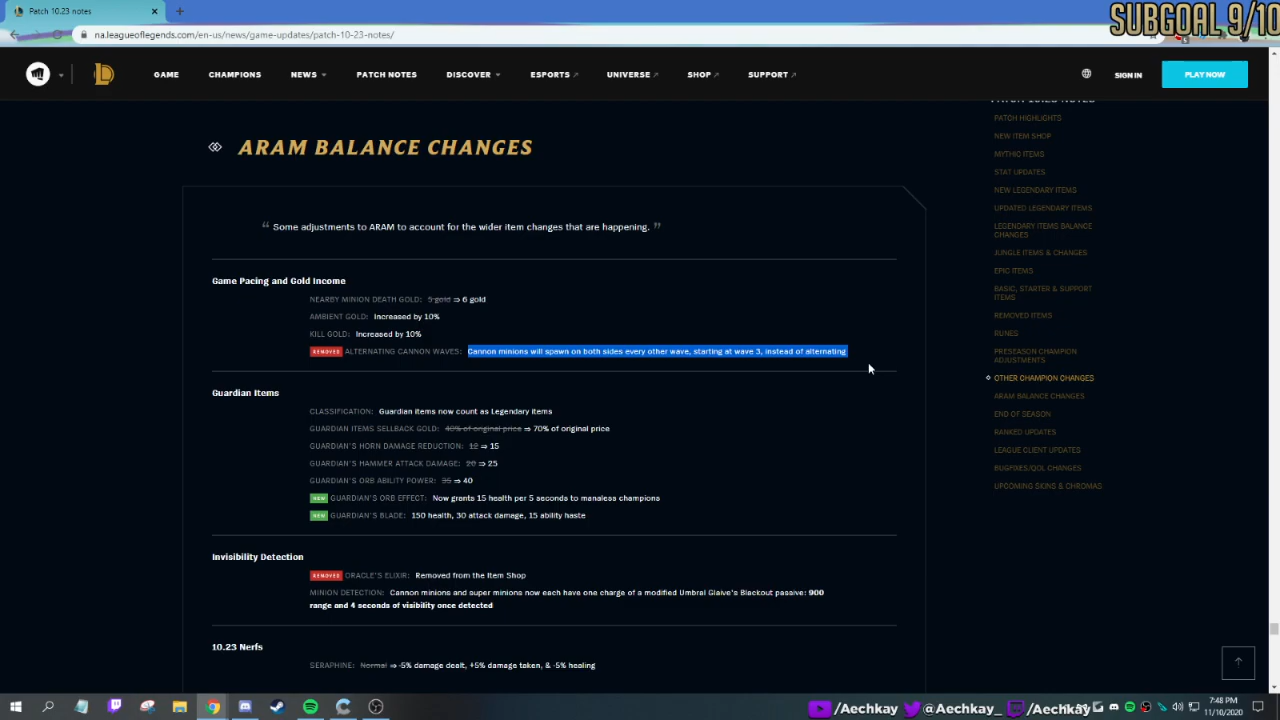 Patch 10.23 notes
SUBGOAL 9/10
na.leagueoflegends.com/en-us/news/game-updates/patch-10-23-notes/
GAME CHAMPIONS NEWS PATCH NOTES DISCOVER ESPORTS UNIVERSE SHOP SUPPORT SIGN IN PLAY NOW
ARAM BALANCE CHANGES
“ Some adjustments to ARAM to account for the wider item changes that are happening. ”
Game Pacing and Gold Income
NEARBY MINION DEATH GOLD: 5 gold ⇒ 6 gold
AMBIENT GOLD: Increased by 10%
KILL GOLD: Increased by 10%
REMOVED ALTERNATING CANNON WAVES: Cannon minions will spawn on both sides every other wave, starting at wave 3, instead of alternating
Guardian Items
CLASSIFICATION: Guardian items now count as Legendary items
GUARDIAN ITEMS SELLBACK GOLD: 40% of original price ⇒ 70% of original price
GUARDIAN'S HORN DAMAGE REDUCTION: 12 ⇒ 15
GUARDIAN'S HAMMER ATTACK DAMAGE: 20 ⇒ 25
GUARDIAN'S ORB ABILITY POWER: 35 ⇒ 40
NEW GUARDIAN'S ORB EFFECT: Now grants 15 health per 5 seconds to manaless champions
NEW GUARDIAN'S BLADE: 150 health, 30 attack damage, 15 ability haste
Invisibility Detection
REMOVED ORACLE'S ELIXIR: Removed from the Item Shop
MINION DETECTION: Cannon minions and super minions now each have one charge of a modified Umbral Glaive's Blackout passive: 900
range and 4 seconds of visibility once detected
10.23 Nerfs
SERAPHINE: Normal ⇒ -5% damage dealt, +5% damage taken, & -5% healing
PATCH 10.23 NOTES
PATCH HIGHLIGHTS
NEW ITEM SHOP
MYTHIC ITEMS
STAT UPDATES
NEW LEGENDARY ITEMS
UPDATED LEGENDARY ITEMS
LEGENDARY ITEMS BALANCE
CHANGES
JUNGLE ITEMS & CHANGES
EPIC ITEMS
BASIC, STARTER & SUPPORT
ITEMS
REMOVED ITEMS
RUNES
PRESEASON CHAMPION
ADJUSTMENTS
OTHER CHAMPION CHANGES
ARAM BALANCE CHANGES
END OF SEASON
RANKED UPDATES
LEAGUE CLIENT UPDATES
BUGFIXES/QOL CHANGES
UPCOMING SKINS & CHROMAS
/Aechkay @Aechkay_ /Aechkay
7:48 PM
11/10/2020